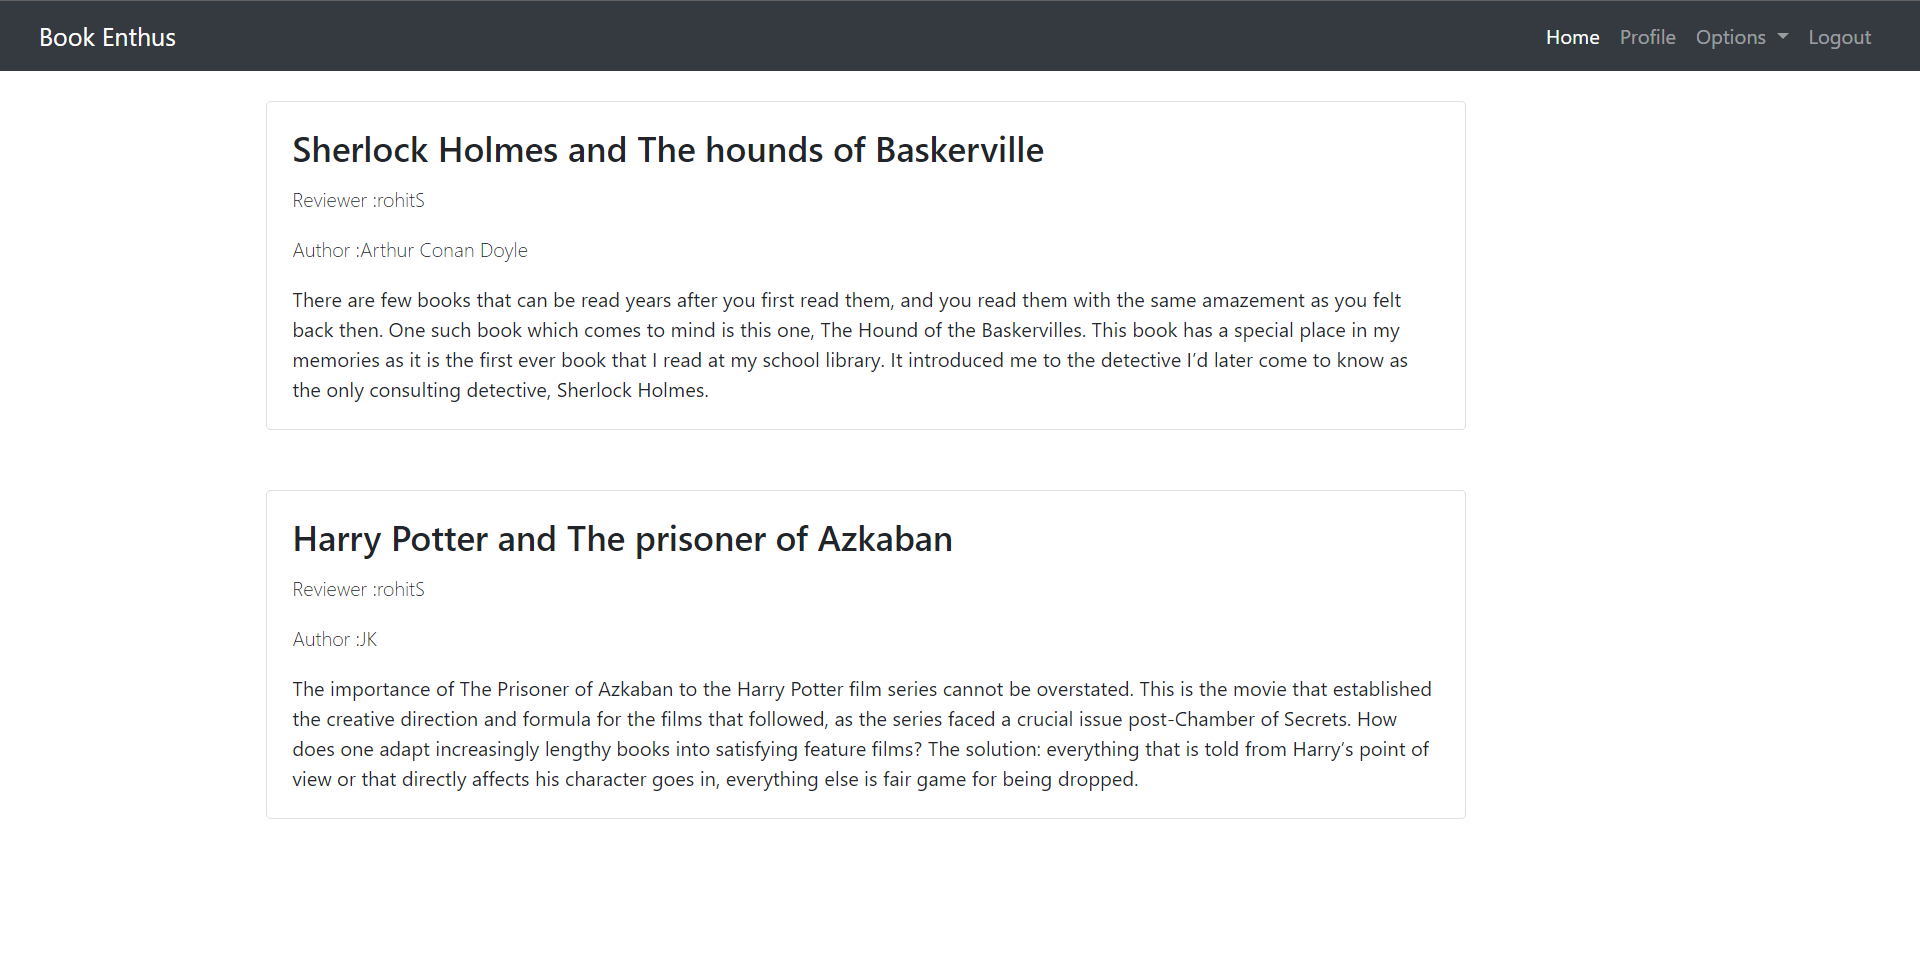 Book Enthus
Home Profile Options Logout
Sherlock Holmes and The hounds of Baskerville
Reviewer :rohitS
Author :Arthur Conan Doyle
There are few books that can be read years after you first read them, and you read them with the same amazement as you felt
back then. One such book which comes to mind is this one, The Hound of the Baskervilles. This book has a special place in my
memories as it is the first ever book that I read at my school library. It introduced me to the detective I’d later come to know as
the only consulting detective, Sherlock Holmes.
Harry Potter and The prisoner of Azkaban
Reviewer :rohitS
Author :JK
The importance of The Prisoner of Azkaban to the Harry Potter film series cannot be overstated. This is the movie that established
the creative direction and formula for the films that followed, as the series faced a crucial issue post-Chamber of Secrets. How
does one adapt increasingly lengthy books into satisfying feature films? The solution: everything that is told from Harry’s point of
view or that directly affects his character goes in, everything else is fair game for being dropped.